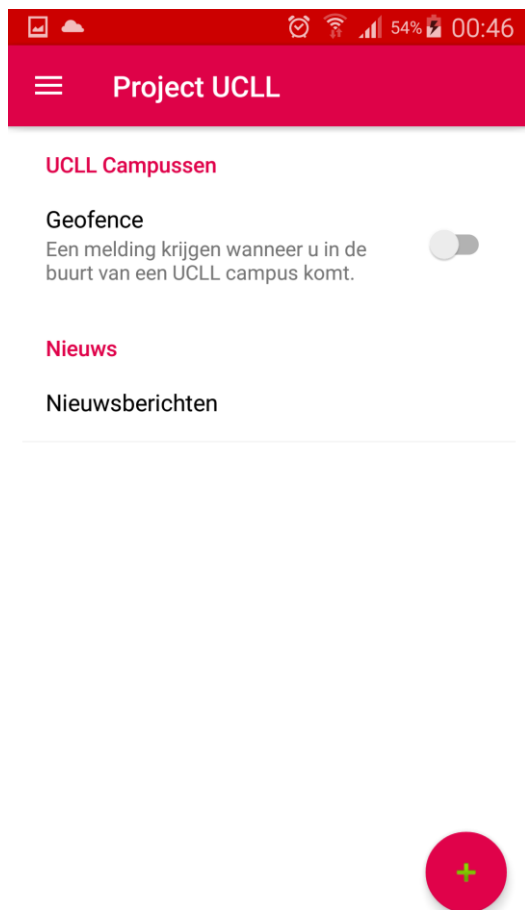 54% 00:46
Project UCLL
UCLL Campussen
Geofence
Een melding krijgen wanneer u in de
buurt van een UCLL campus komt.
Nieuws
Nieuwsberichten
+